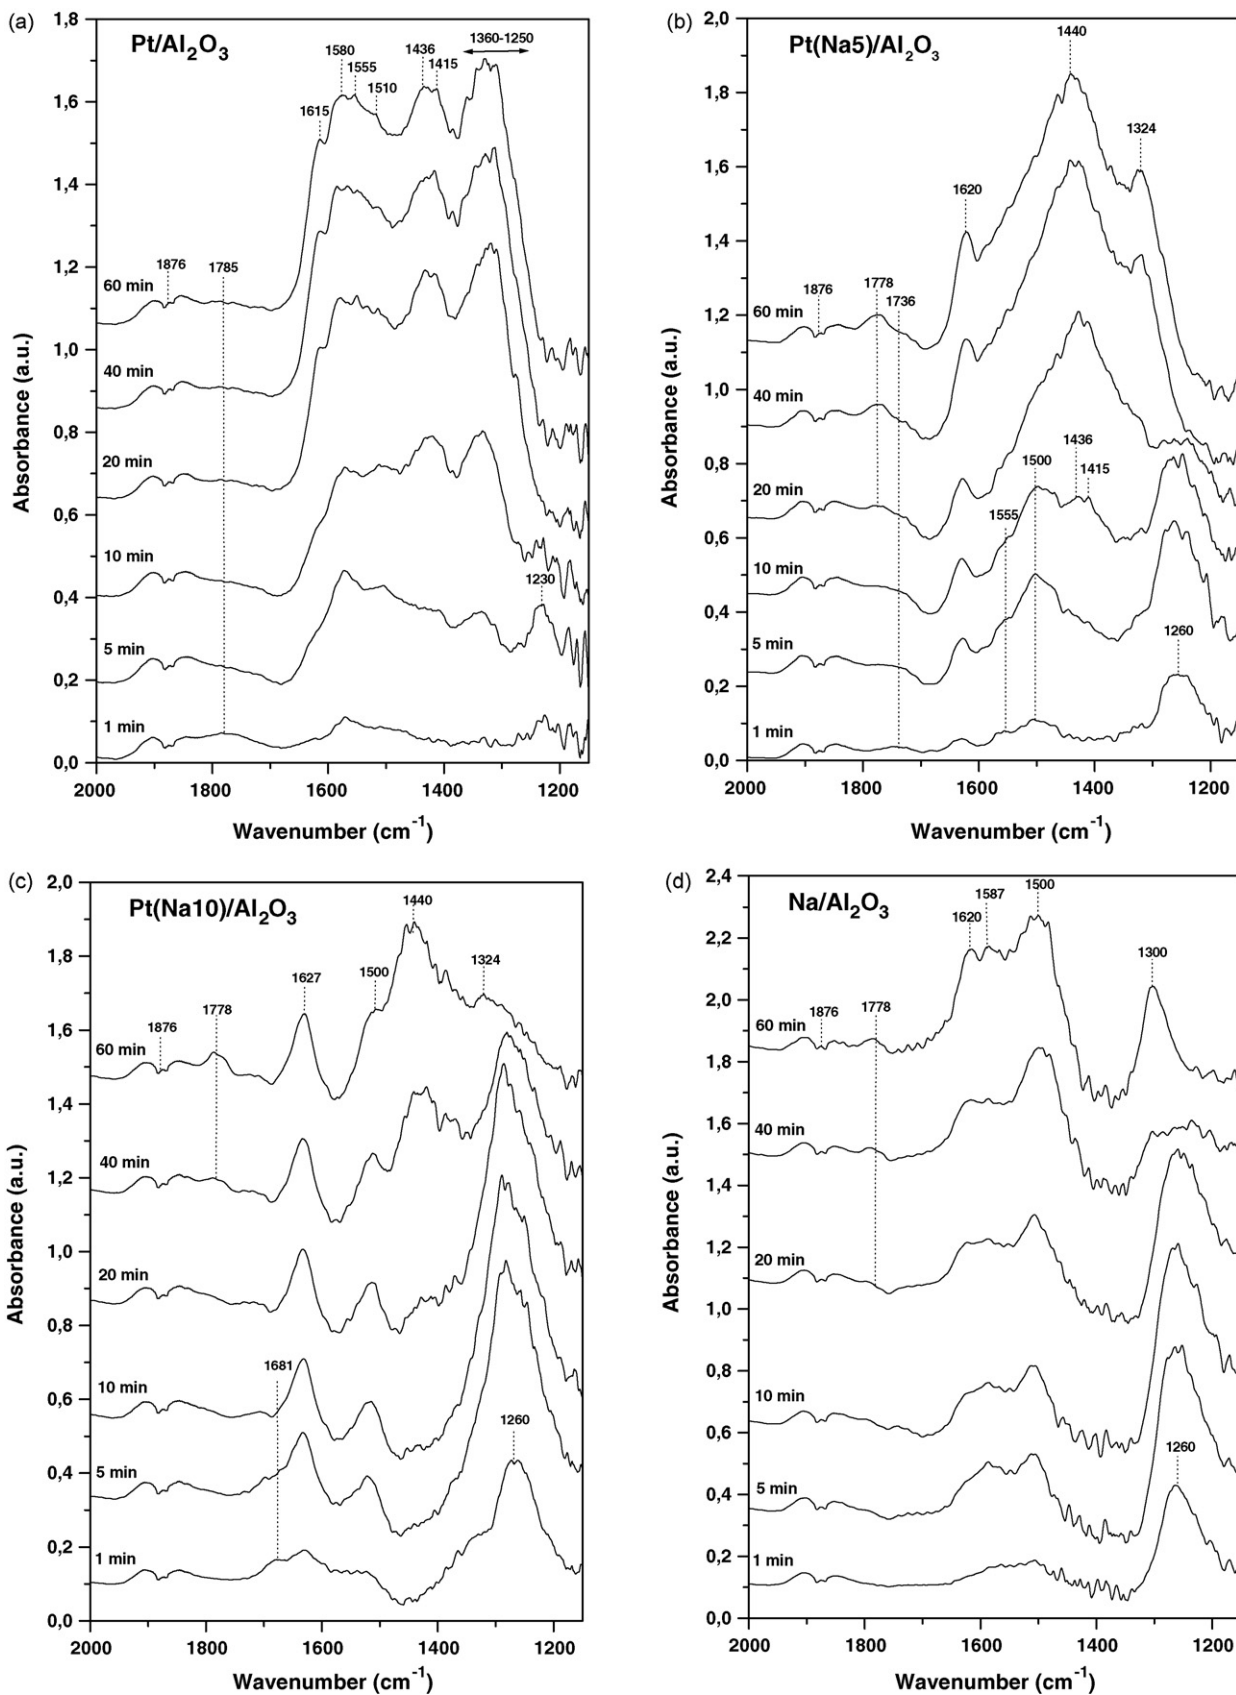 (a)
Pt/Al₂O₃
1360-1250
1580
1555
1510
1436
1415
1615
1876
1785
60 min
40 min
20 min
10 min
5 min
1 min
1230
1,8
1,6
1,4
1,2
1,0
0,8
0,6
0,4
0,2
0,0
2000
1800
1600
1400
1200
Absorbance (a.u.)
Wavenumber (cm⁻¹)
(b)
Pt(Na5)/Al₂O₃
1440
1324
1620
1876
1778
1736
60 min
40 min
20 min
10 min
5 min
1 min
1500
1436
1415
1555
1260
2,0
1,8
1,6
1,4
1,2
1,0
0,8
0,6
0,4
0,2
0,0
2000
1800
1600
1400
1200
Absorbance (a.u.)
Wavenumber (cm⁻¹)
(c)
Pt(Na10)/Al₂O₃
1440
1324
1500
1627
1876
1778
60 min
40 min
20 min
10 min
5 min
1 min
1681
1260
2,0
1,8
1,6
1,4
1,2
1,0
0,8
0,6
0,4
0,2
0,0
2000
1800
1600
1400
1200
Absorbance (a.u.)
Wavenumber (cm⁻¹)
(d)
Na/Al₂O₃
1500
1587
1620
1300
1876
1778
60 min
40 min
20 min
10 min
5 min
1 min
1260
2,4
2,2
2,0
1,8
1,6
1,4
1,2
1,0
0,8
0,6
0,4
0,2
0,0
2000
1800
1600
1400
1200
Absorbance (a.u.)
Wavenumber (cm⁻¹)